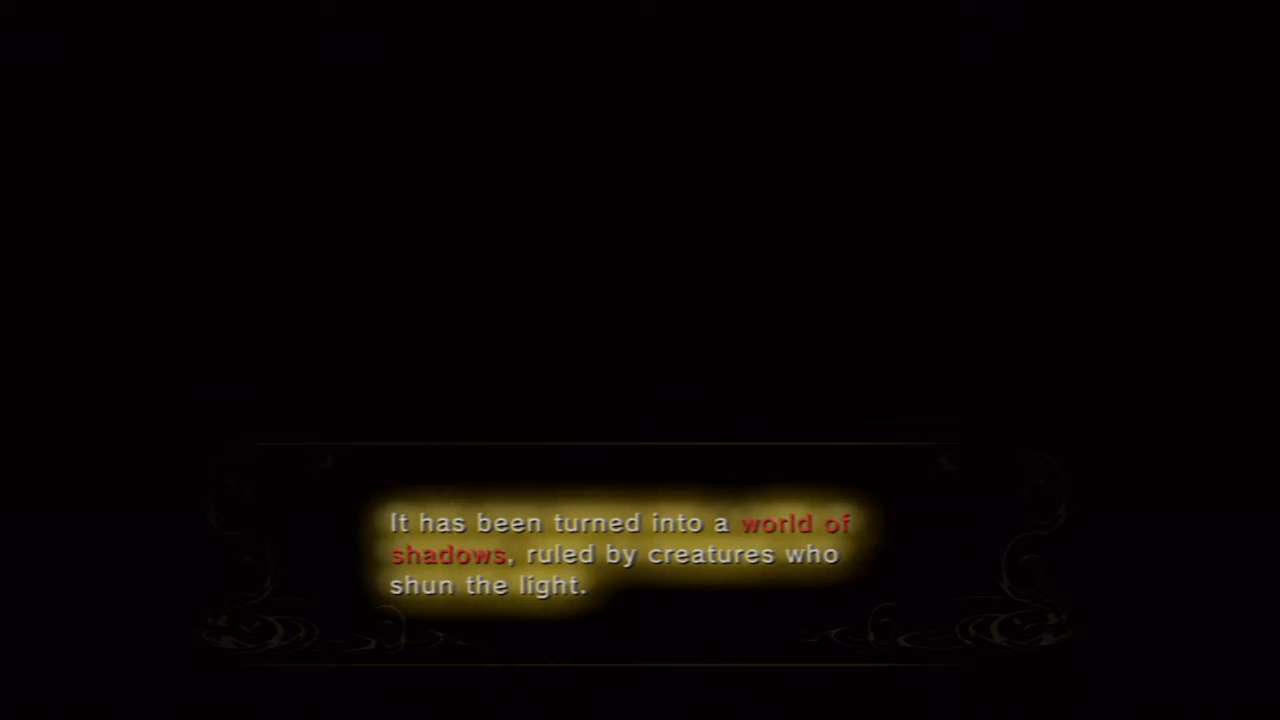 It has been turned into a world of
shadows, ruled by creatures who
shun the light.